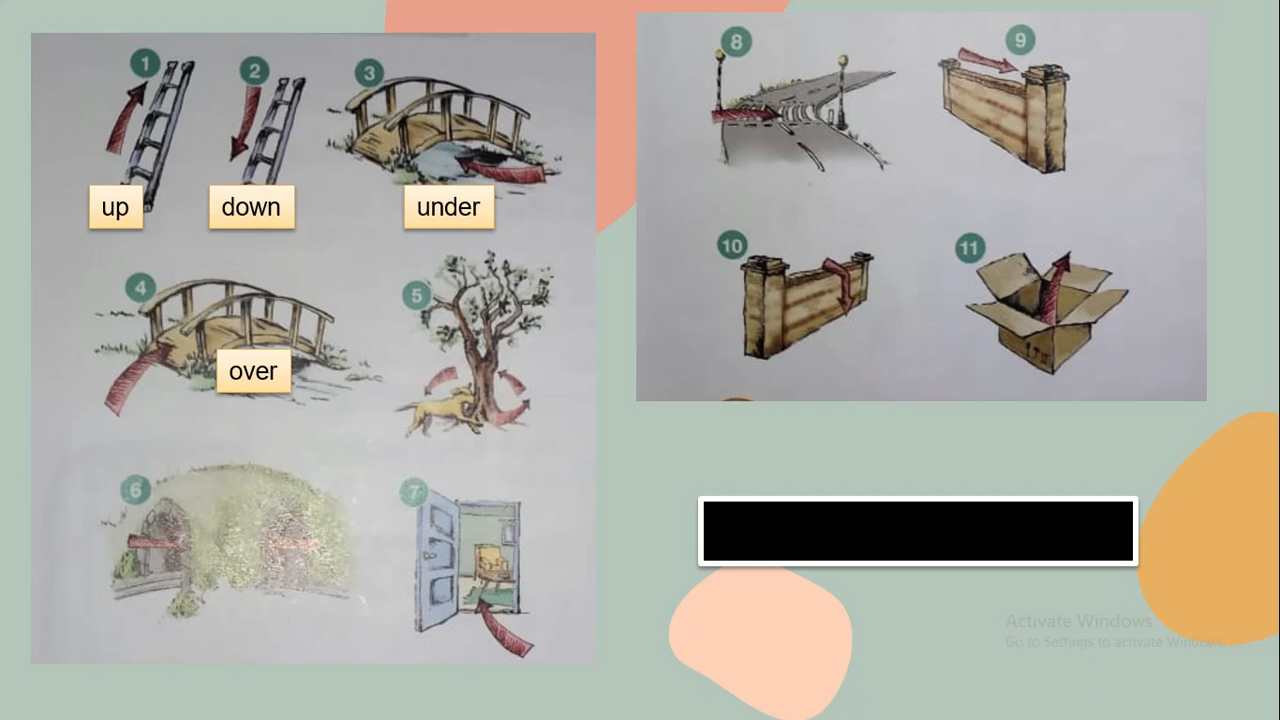 1
2
3
up
down
under
4
5
over
6
7
8
9
10
11
Activate Windows
Go to Settings to activate Windows.